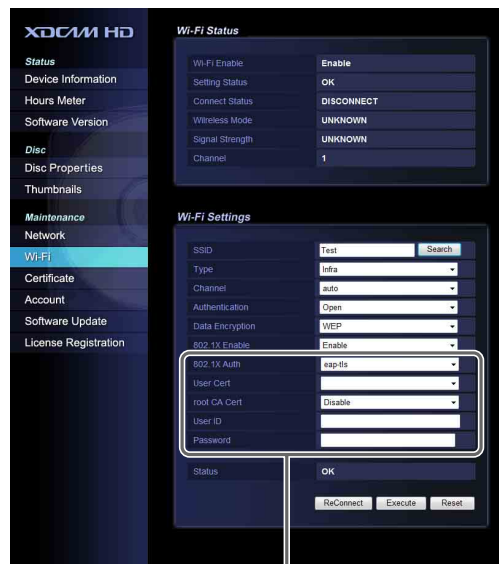 XDCAM HD
Status
Device Information
Hours Meter
Software Version
Disc
Disc Properties
Thumbnails
Maintenance
Network
Wi-Fi
Certificate
Account
Software Update
License Registration
Wi-Fi Status
Wi-Fi Enable Enable
Setting Status OK
Connect Status DISCONNECT
Wilreless Mode UNKNOWN
Signal Strength UNKNOWN
Channel 1
Wi-Fi Settings
SSID Test Search
Type Infra
Channel auto
Authentication Open
Data Encryption WEP
802.1X Enable Enable
802.1X Auth eap-tls
User Cert
root CA Cert Disable
User ID
Password
Status OK
ReConnect Execute Reset